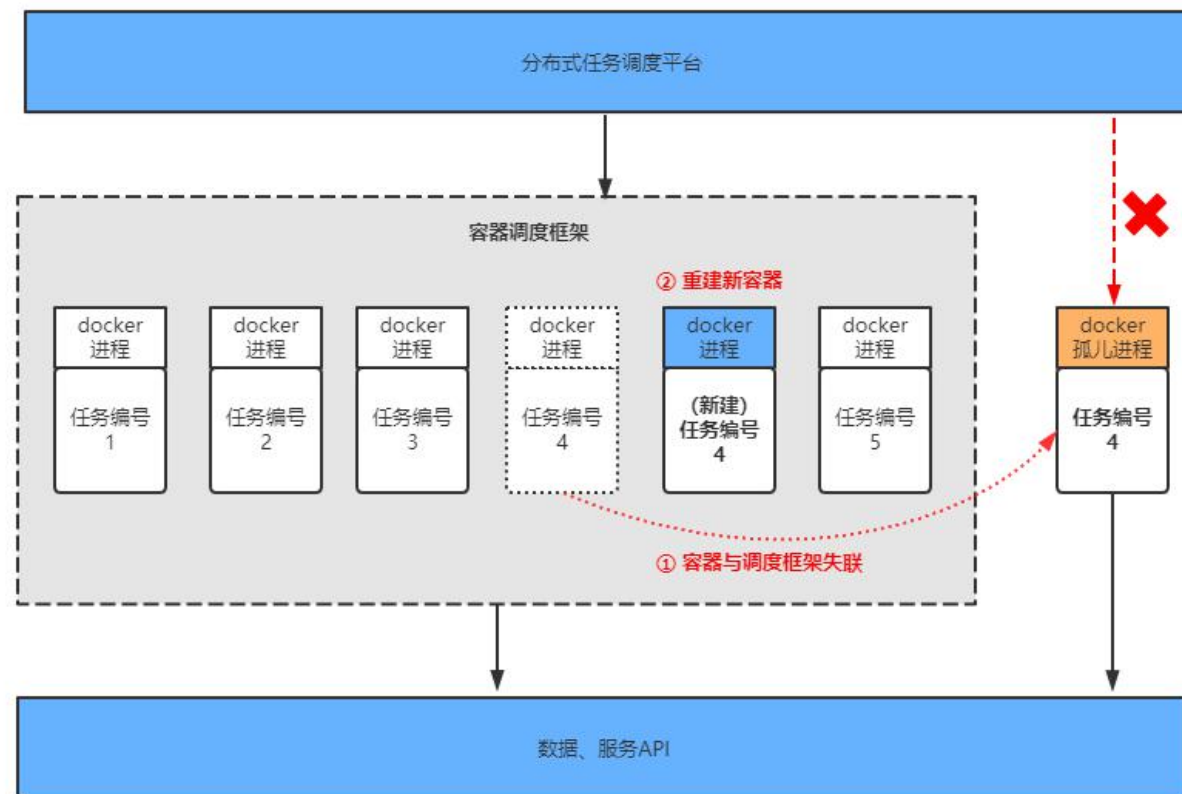 分布式任务调度平台
容器调度框架
② 重建新容器
docker
进程
任务编号
1
docker
进程
任务编号
2
docker
进程
任务编号
3
docker
进程
任务编号
4
docker
进程
(新建)
任务编号
4
docker
进程
任务编号
5
docker
孤儿进程
任务编号
4
① 容器与调度框架失联
数据、服务API